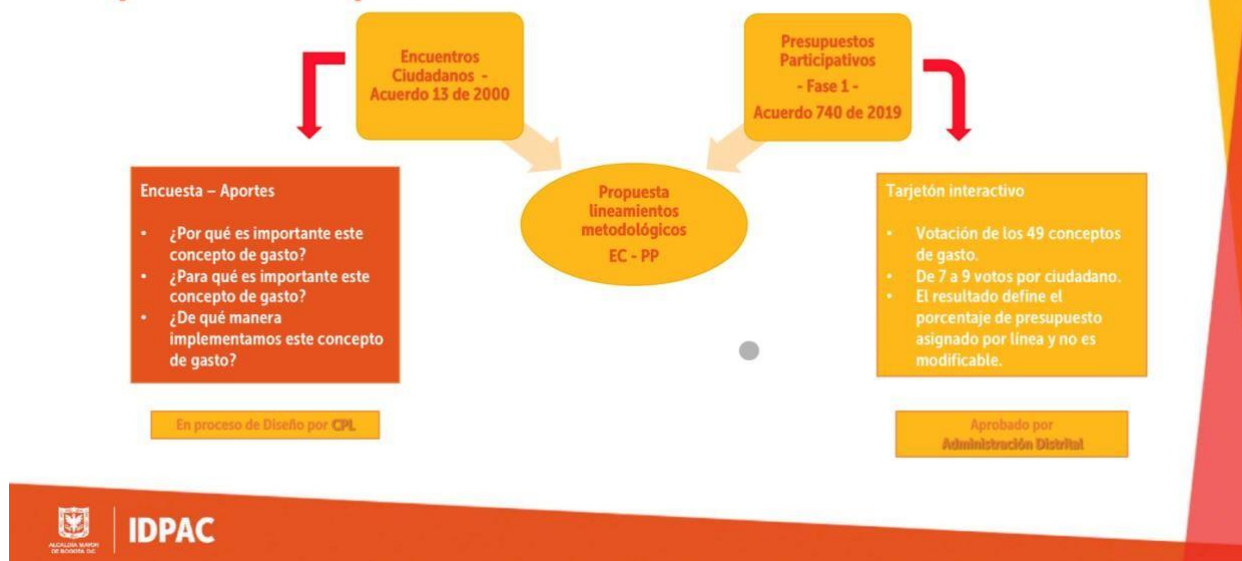 Encuentros
Ciudadanos -
Acuerdo 13 de 2000
Presupuestos
Participativos
- Fase 1 -
Acuerdo 740 de 2019
Propuesta
lineamientos
metodológicos
EC - PP
Encuesta – Aportes
• ¿Por qué es importante este
concepto de gasto?
• ¿Para qué es importante este
concepto de gasto?
• ¿De qué manera
implementamos este concepto
de gasto?
En proceso de Diseño por CPL
Tarjetón interactivo
• Votación de los 49 conceptos
de gasto.
• De 7 a 9 votos por ciudadano.
• El resultado define el
porcentaje de presupuesto
asignado por línea y no es
modificable.
Aprobado por
Administración Distrital
ALCALDÍA MAYOR
DE BOGOTÁ D.C.
IDPAC